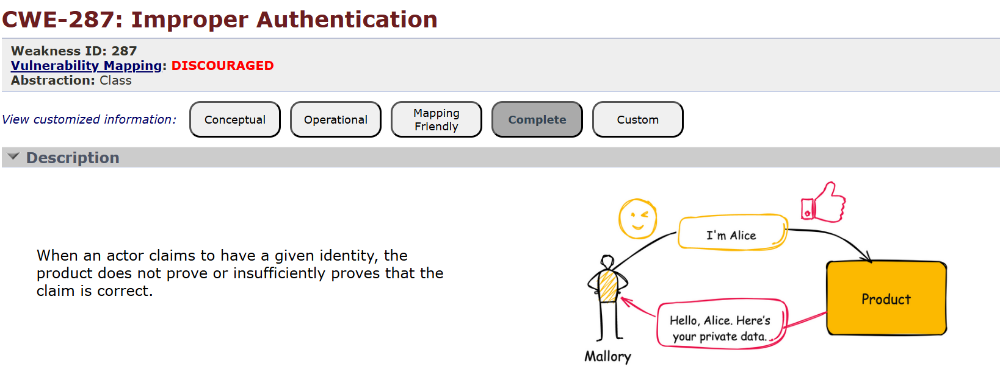 CWE-287: Improper Authentication
Weakness ID: 287
Vulnerability Mapping: DISCOURAGED
Abstraction: Class
View customized information:
Conceptual
Operational
Mapping
Friendly
Complete
Custom
Description
When an actor claims to have a given identity, the
product does not prove or insufficiently proves that the
claim is correct.
I'm Alice
Product
Hello, Alice. Here's
your private data.
Mallory